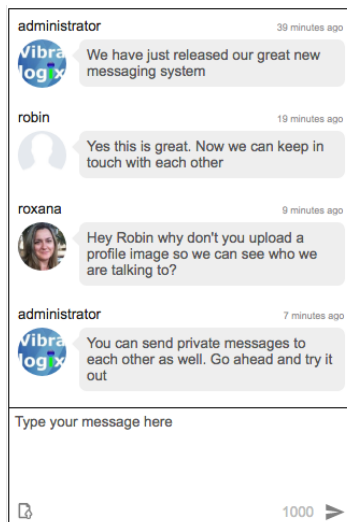 administrator 39 minutes ago
Vibra
logix
We have just released our great new
messaging system
robin 19 minutes ago
Yes this is great. Now we can keep in
touch with each other
roxana 9 minutes ago
Hey Robin why don't you upload a
profile image so we can see who we
are talking to?
administrator 7 minutes ago
Vibra
logix
You can send private messages to
each other as well. Go ahead and try it
out
Type your message here
1000